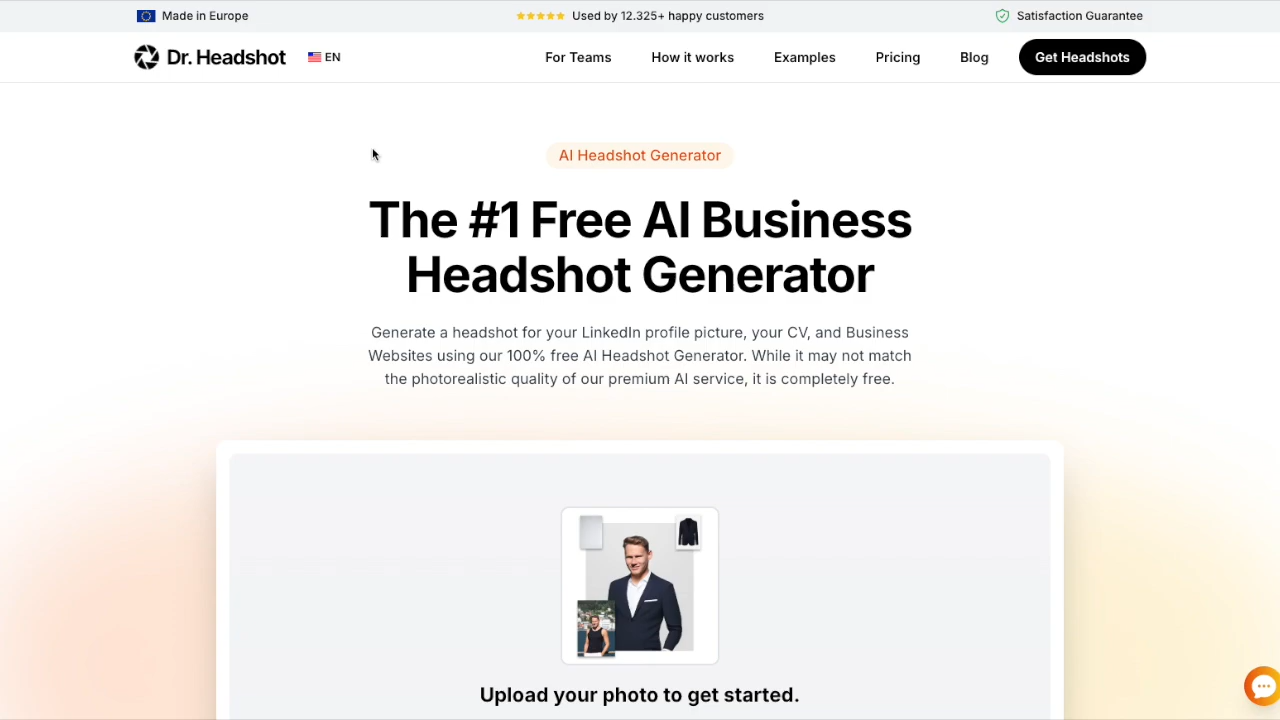 Made in Europe
Used by 12.325+ happy customers
Satisfaction Guarantee
Dr. Headshot
EN
For Teams
How it works
Examples
Pricing
Blog
Get Headshots
AI Headshot Generator
The #1 Free AI Business
Headshot Generator
Generate a headshot for your LinkedIn profile picture, your CV, and Business
Websites using our 100% free AI Headshot Generator. While it may not match
the photorealistic quality of our premium AI service, it is completely free.
Upload your photo to get started.